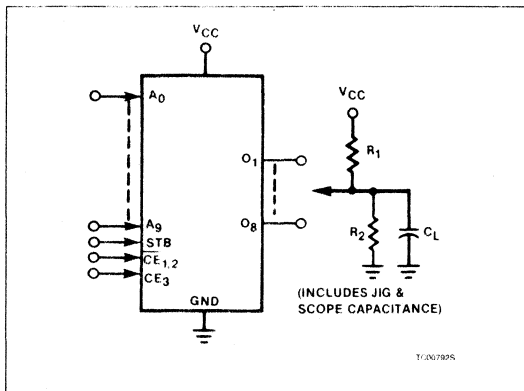 VCC
A0
A9
STB
CE1,2
CE3
GND
O1
O8
VCC
R1
R2
CL
(INCLUDES JIG &
SCOPE CAPACITANCE)
TC00792S